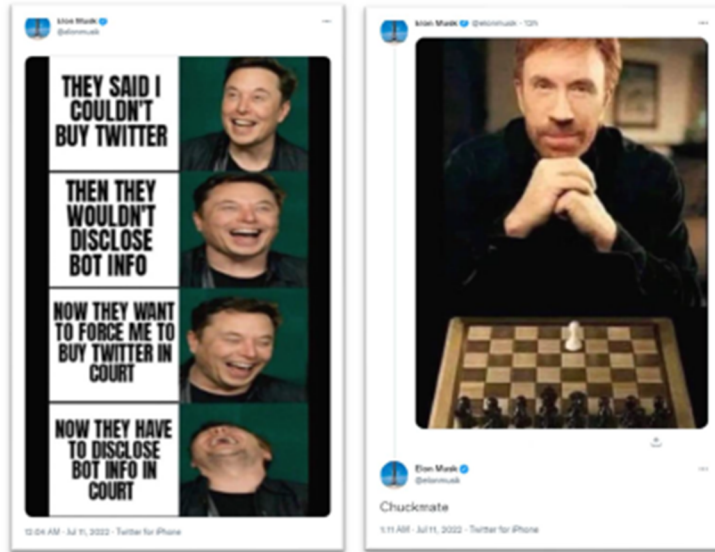 Elon Musk
@elonmusk
THEY SAID I
COULDN'T
BUY TWITTER
THEN THEY
WOULDN'T
DISCLOSE
BOT INFO
NOW THEY WANT
TO FORCE ME TO
BUY TWITTER IN
COURT
NOW THEY HAVE
TO DISCLOSE
BOT INFO IN
COURT
12:04 AM · Jul 11, 2022 · Twitter for iPhone
Elon Musk @elonmusk · 12h
Elon Musk
@elonmusk
Chuckmate
1:11 AM · Jul 11, 2022 · Twitter for iPhone